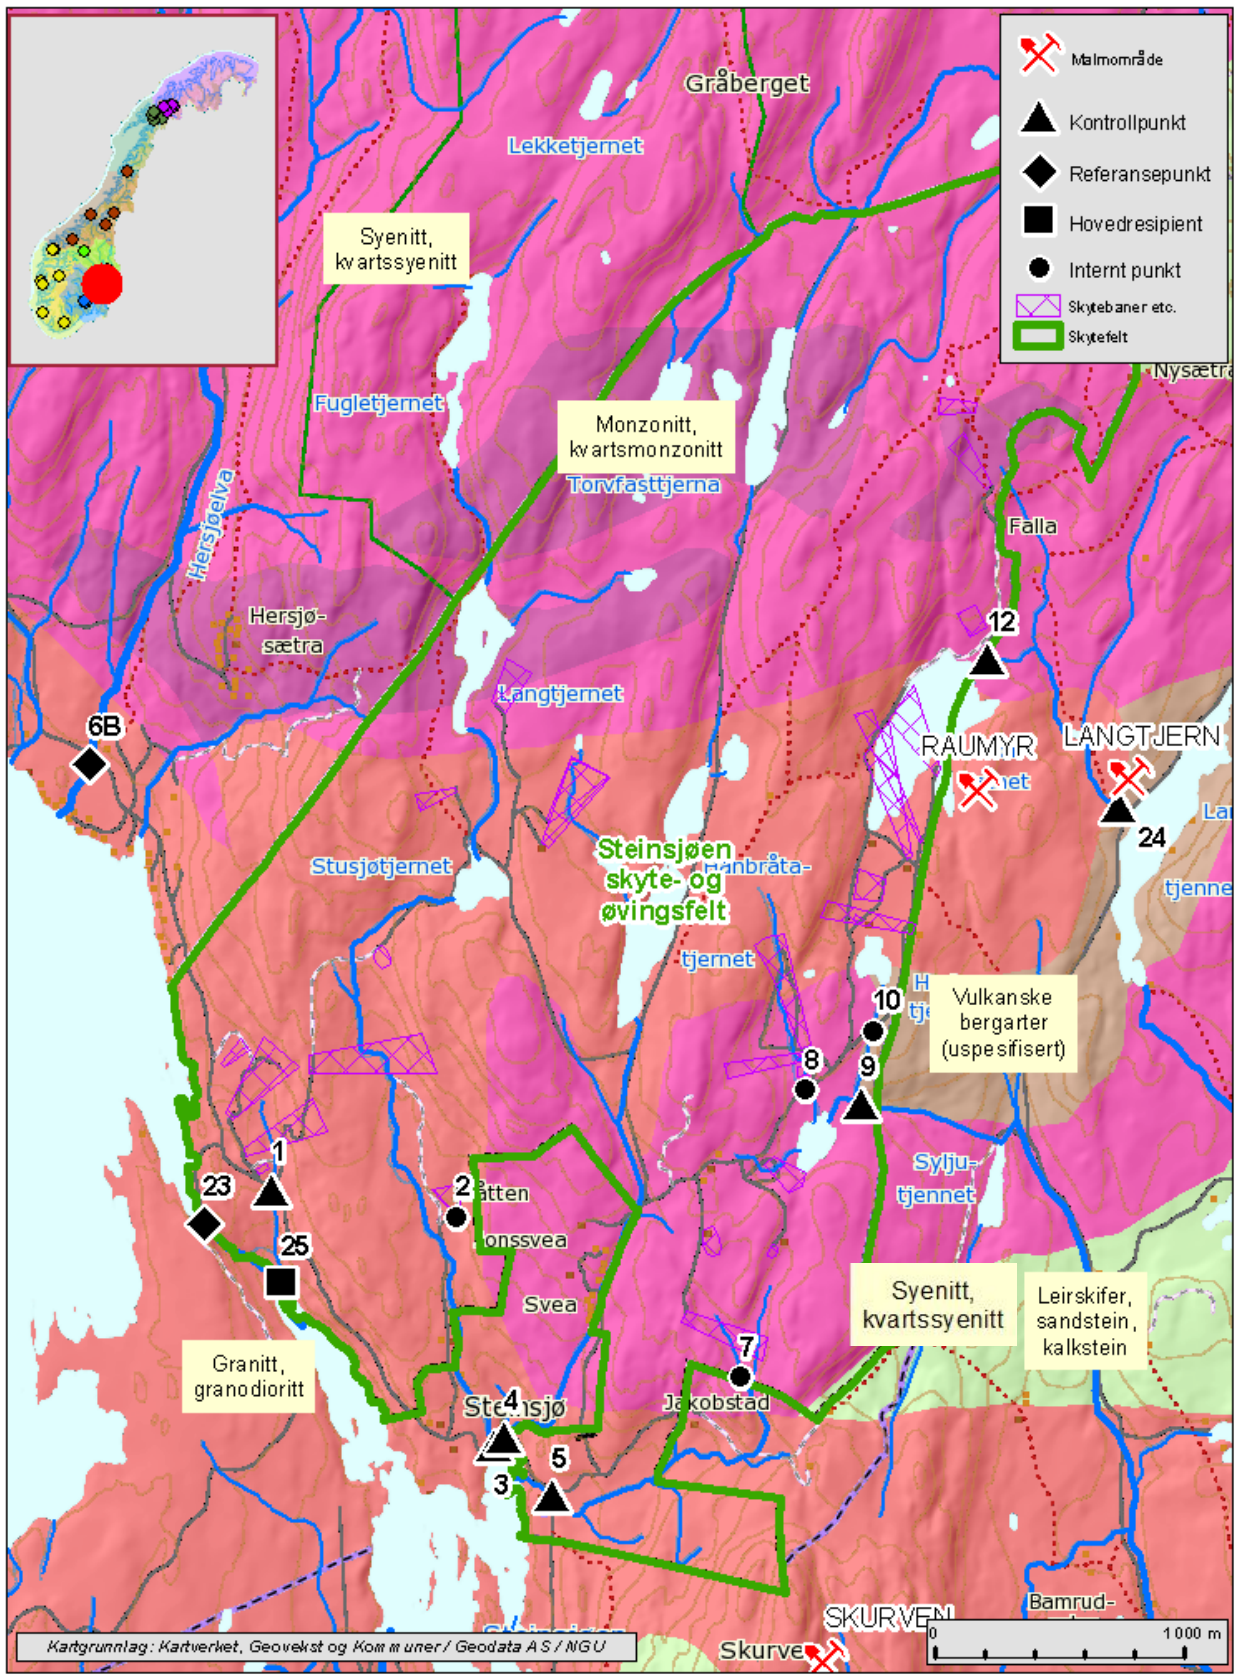 Gråberget
Malmområde
Kontrollpunkt
Referansepunkt
Hovedresipient
Internt punkt
Skytebaner etc.
Skytefelt
Lekketjernet
Syenitt,
kvartssyenitt
Nysætra
Fugletjernet
Monzonitt,
kvartsmonzonitt
Torvfasttjerna
Hersjøelva
Falla
Hersjø-
sætra
12
Langtjernet
6B
RAUMYR
LANGTJERN
24
Stusjøtjernet
Steinsjøen
skyte- og
øvingsfelt
Hånbråta-
tjernet
tjenne
10
Vulkanske
bergarter
(uspesifisert)
8
9
1
2
23
Sylju-
tjennet
25
Svea
Syenitt,
kvartssyenitt
Leirskifer,
sandstein,
kalkstein
Granitt,
granodioritt
7
Jakobstad
4
Steinsjø
5
3
Bamrud-
SKURVEN
Kartgrunnlag: Kartverket, Geovekst og Kommuner / Geodata AS / NGU
0
1000 m